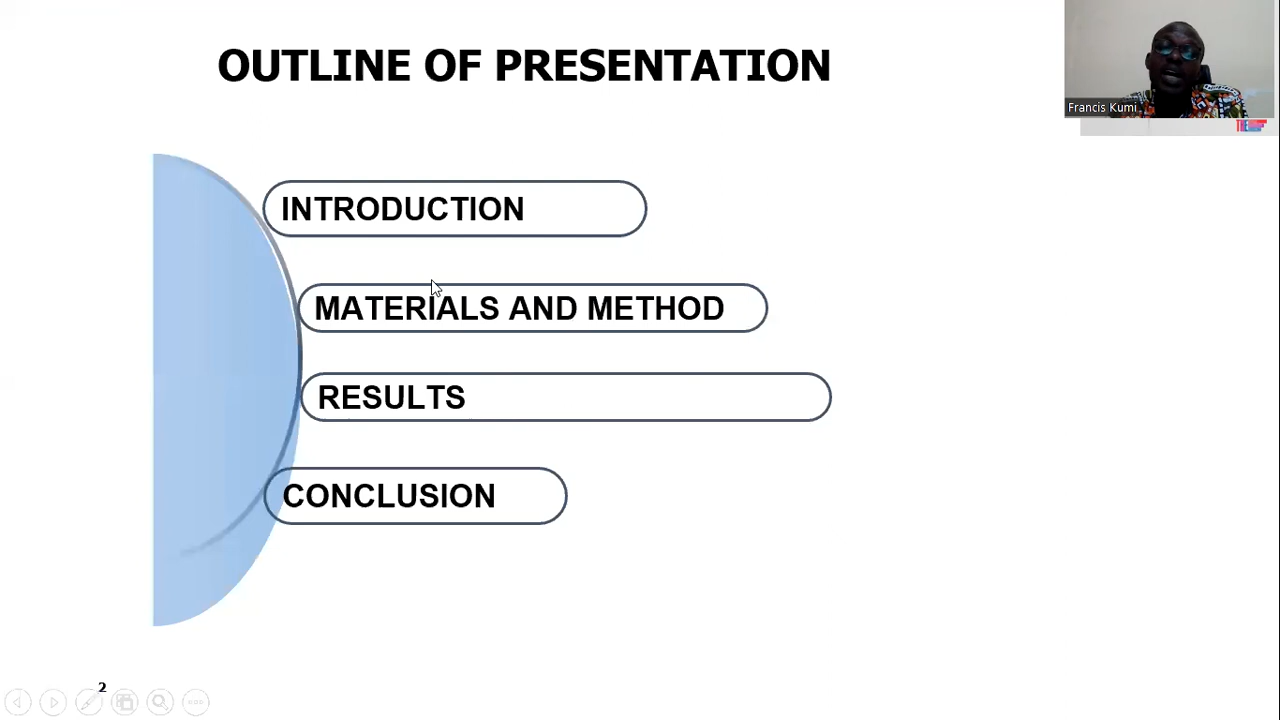 OUTLINE OF PRESENTATION
Francis Kumi
INTRODUCTION
MATERIALS AND METHOD
RESULTS
CONCLUSION
2